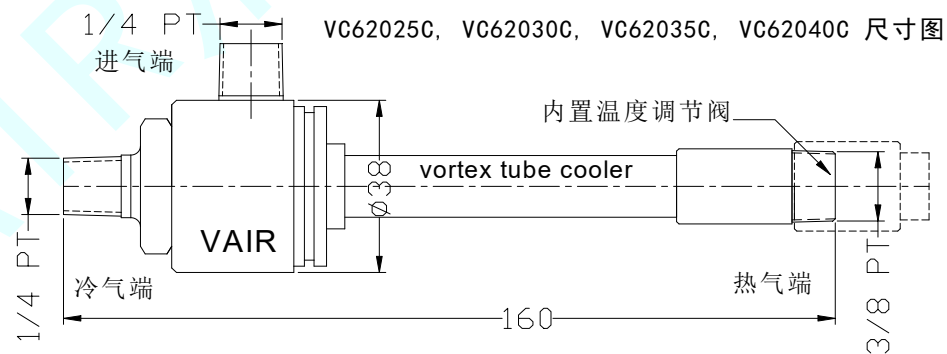 1/4 PT
VC62025C, VC62030C, VC62035C, VC62040C 尺寸图
进气端
内置温度调节阀
vortex tube cooler
ø38
VAIR
1/4 PT
冷气端
热气端
160
3/8 PT